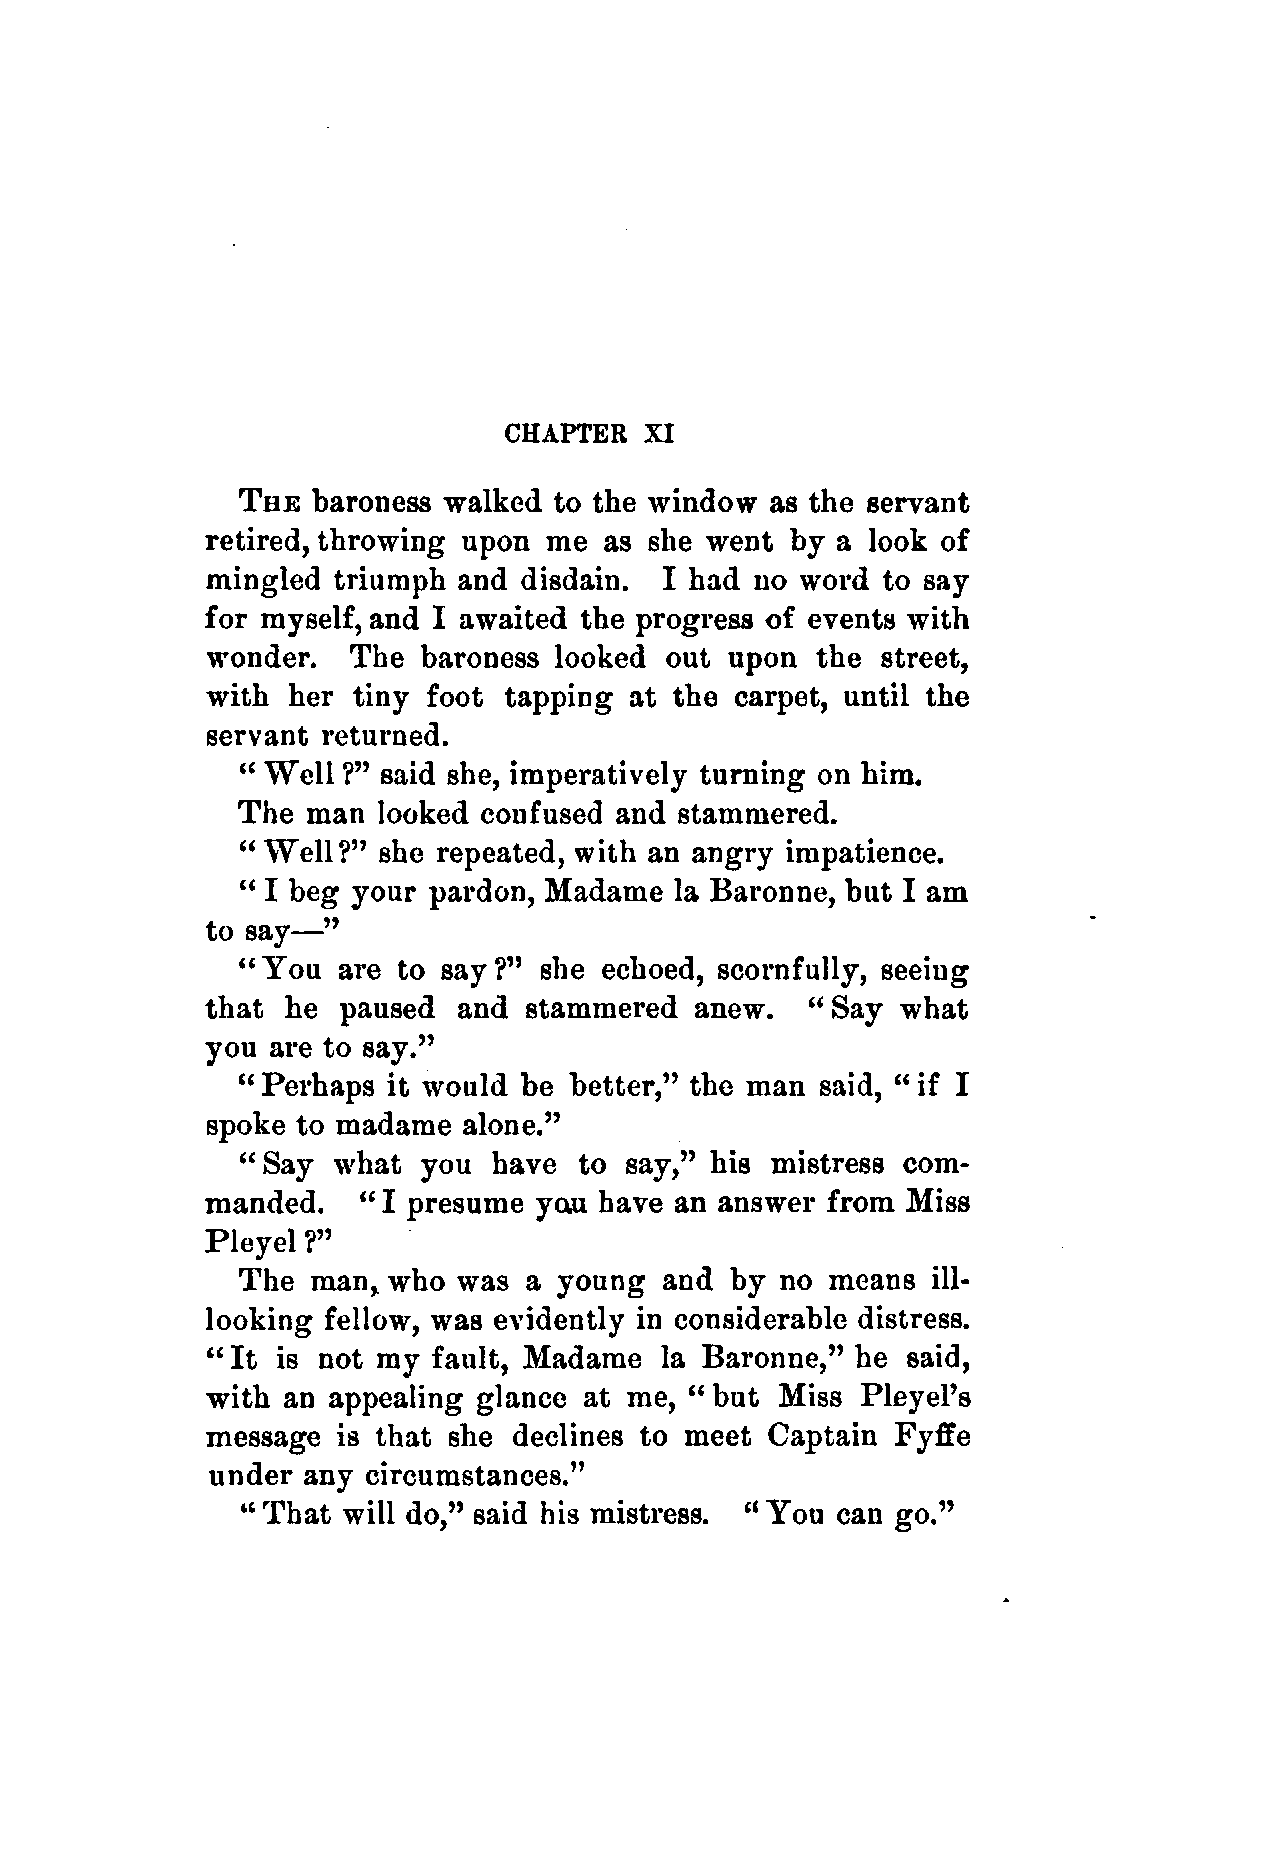 CHAPTER XI
THE baroness walked to the window as the servant
retired, throwing upon me as she went by a look of
mingled triumph and disdain. I had no word to say
for myself, and I awaited the progress of events with
wonder. The baroness looked out upon the street,
with her tiny foot tapping at the carpet, until the
servant returned.
“Well?” said she, imperatively turning on him.
The man looked confused and stammered.
“Well?” she repeated, with an angry impatience.
“I beg your pardon, Madame la Baronne, but I am
to say—”
“You are to say?” she echoed, scornfully, seeing
that he paused and stammered anew. “Say what
you are to say.”
“Perhaps it would be better,” the man said, “if I
spoke to madame alone.”
“Say what you have to say,” his mistress com-
manded. “I presume you have an answer from Miss
Pleyel?”
The man, who was a young and by no means ill-
looking fellow, was evidently in considerable distress.
“It is not my fault, Madame la Baronne,” he said,
with an appealing glance at me, “but Miss Pleyel’s
message is that she declines to meet Captain Fyffe
under any circumstances.”
“That will do,” said his mistress. “You can go.”